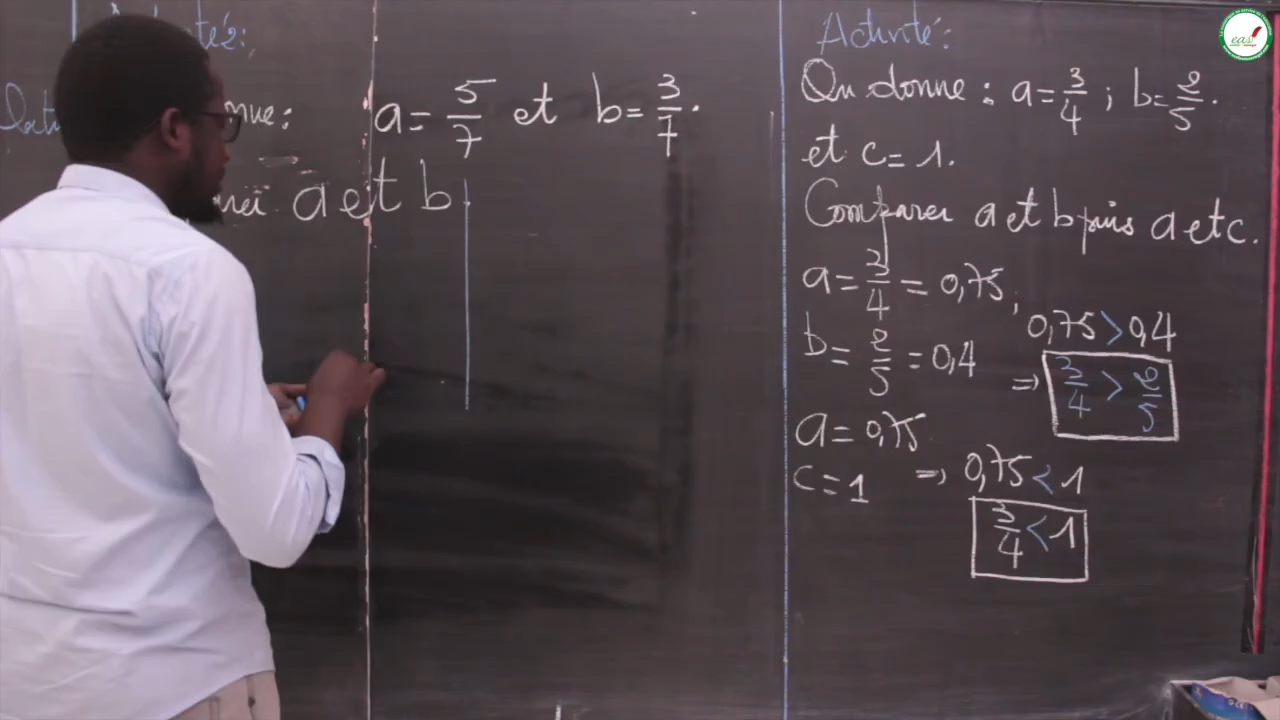 a = 5/7 et b = 3/7.
a et b
Activité:
On donne: a = 3/4 ; b = 2/5.
et c = 1.
Comparer a et b puis a et c.
a = 3/4 = 0,75 ;
b = 2/5 = 0,4
0,75 > 0,4
⇒ 3/4 > 2/5
a = 0,75
c = 1 ⇒ 0,75 < 1
3/4 < 1
eas!